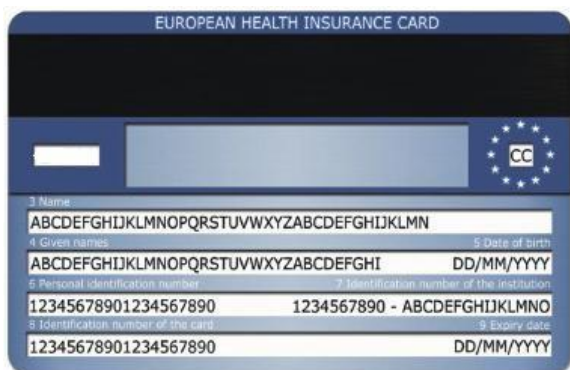 EUROPEAN HEALTH INSURANCE CARD
CC
3 Name
ABCDEFGHIJKLMNOPQRSTUVWXYZABCDEFGHIJKLMN
4 Given names 5 Date of birth
ABCDEFGHIJKLMNOPQRSTUVWXYZABCDEFGHI DD/MM/YYYY
6 Personal identification number 7 Identification number of the institution
12345678901234567890 1234567890 - ABCDEFGHIJKLMNO
8 Identification number of the card 9 Expiry date
12345678901234567890 DD/MM/YYYY